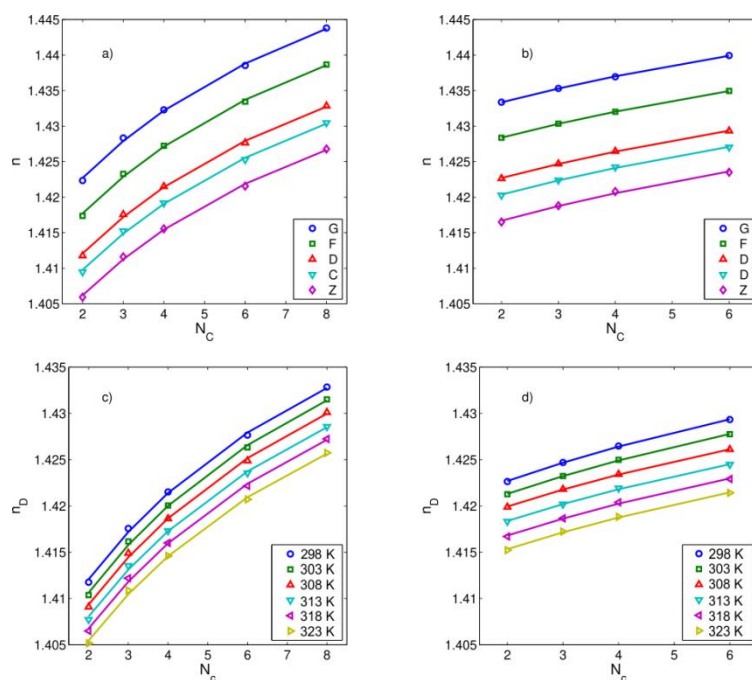 1.445
1.44
1.435
1.43
1.425
1.42
1.415
1.41
1.405
n
a)
G
F
D
C
Z
2 3 4 5 6 7 8
N_C
1.445
1.44
1.435
1.43
1.425
1.42
1.415
1.41
1.405
n
b)
G
F
D
D
Z
2 3 4 5 6
N_C
1.435
1.43
1.425
1.42
1.415
1.41
1.405
n_D
c)
298 K
303 K
308 K
313 K
318 K
323 K
2 3 4 5 6 7 8
N_c
1.435
1.43
1.425
1.42
1.415
1.41
1.405
n_D
d)
298 K
303 K
308 K
313 K
318 K
323 K
2 3 4 5 6
N_c